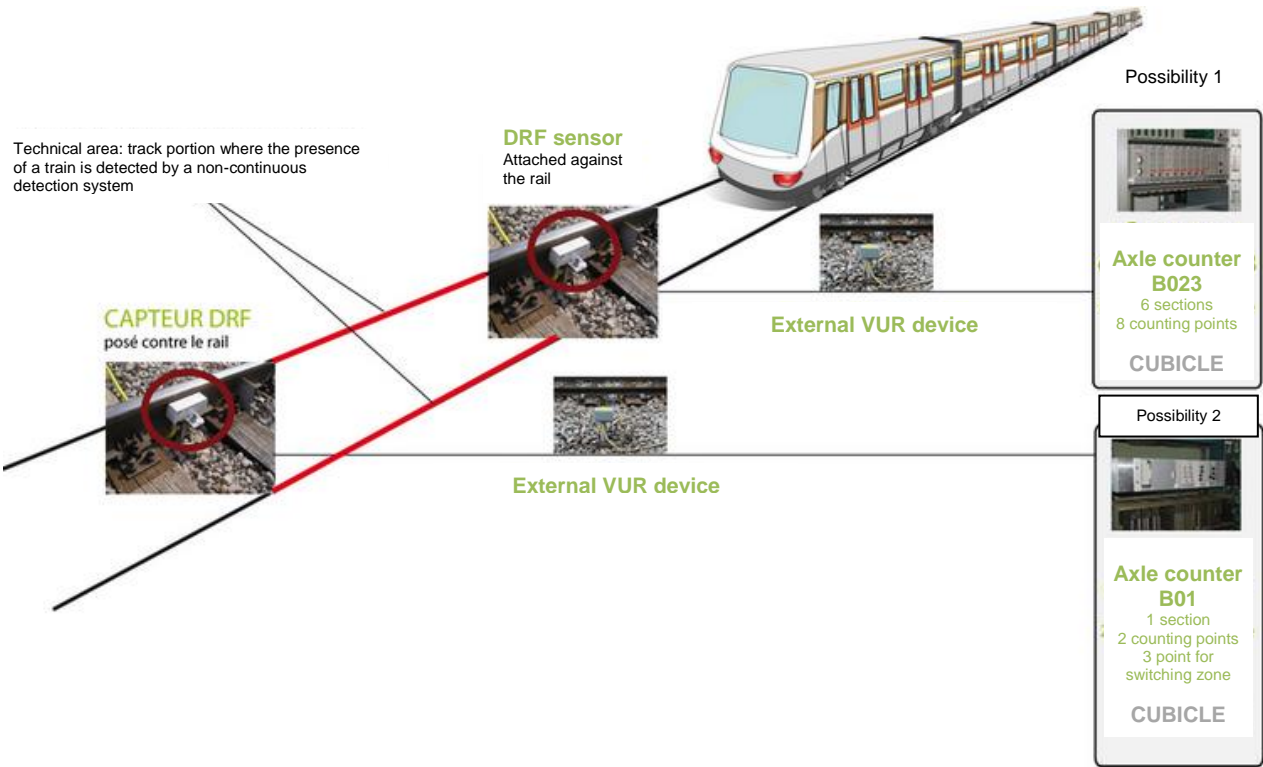 Possibility 1
Technical area: track portion where the presence
of a train is detected by a non-continuous
detection system
DRF sensor
Attached against
the rail
CAPTEUR DRF
posé contre le rail
External VUR device
External VUR device
Axle counter
B023
6 sections
8 counting points
CUBICLE
Possibility 2
Axle counter
B01
1 section
2 counting points
3 point for
switching zone
CUBICLE